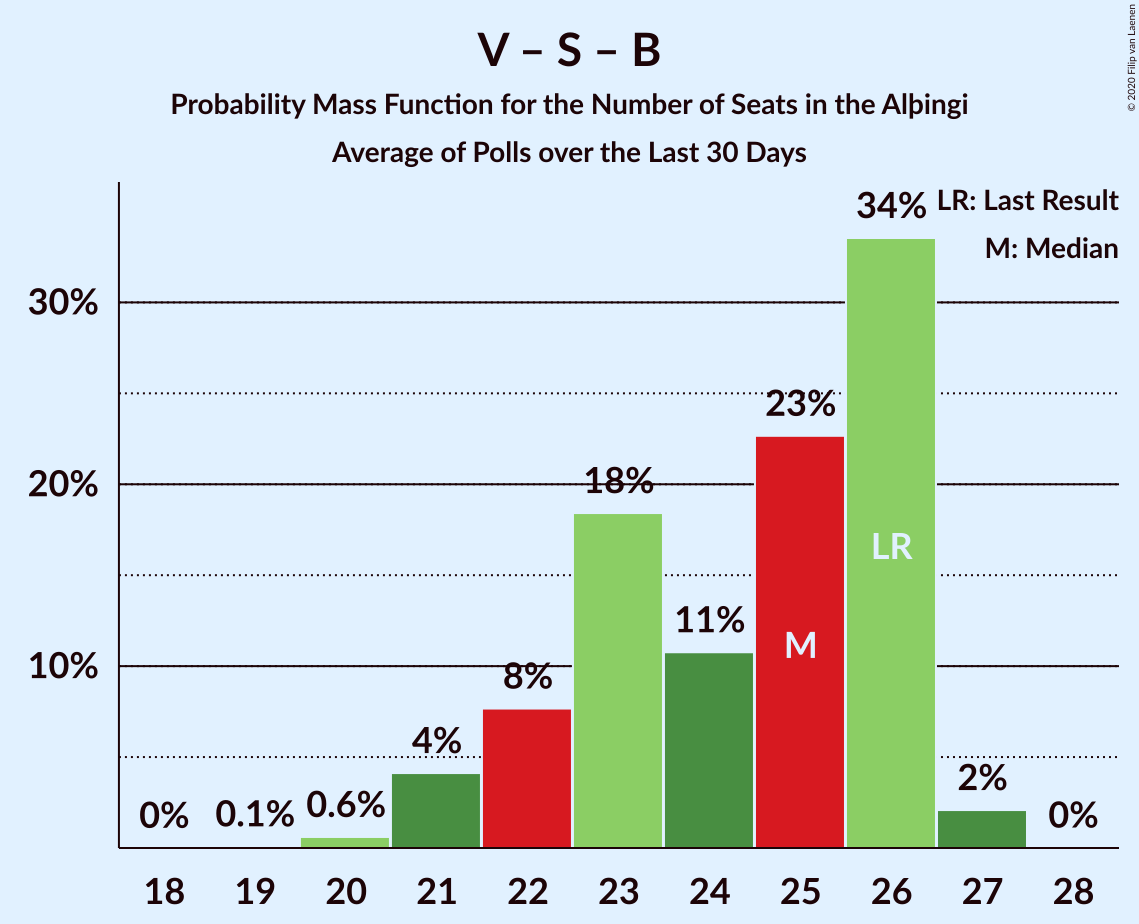 V – S – B
Probability Mass Function for the Number of Seats in the Alþingi
Average of Polls over the Last 30 Days
© 2020 Filip van Laenen
LR: Last Result
M: Median
30%
20%
10%
0%
0.1%
0.6%
4%
8%
18%
11%
23%
34%
2%
0%
M
LR
18 19 20 21 22 23 24 25 26 27 28